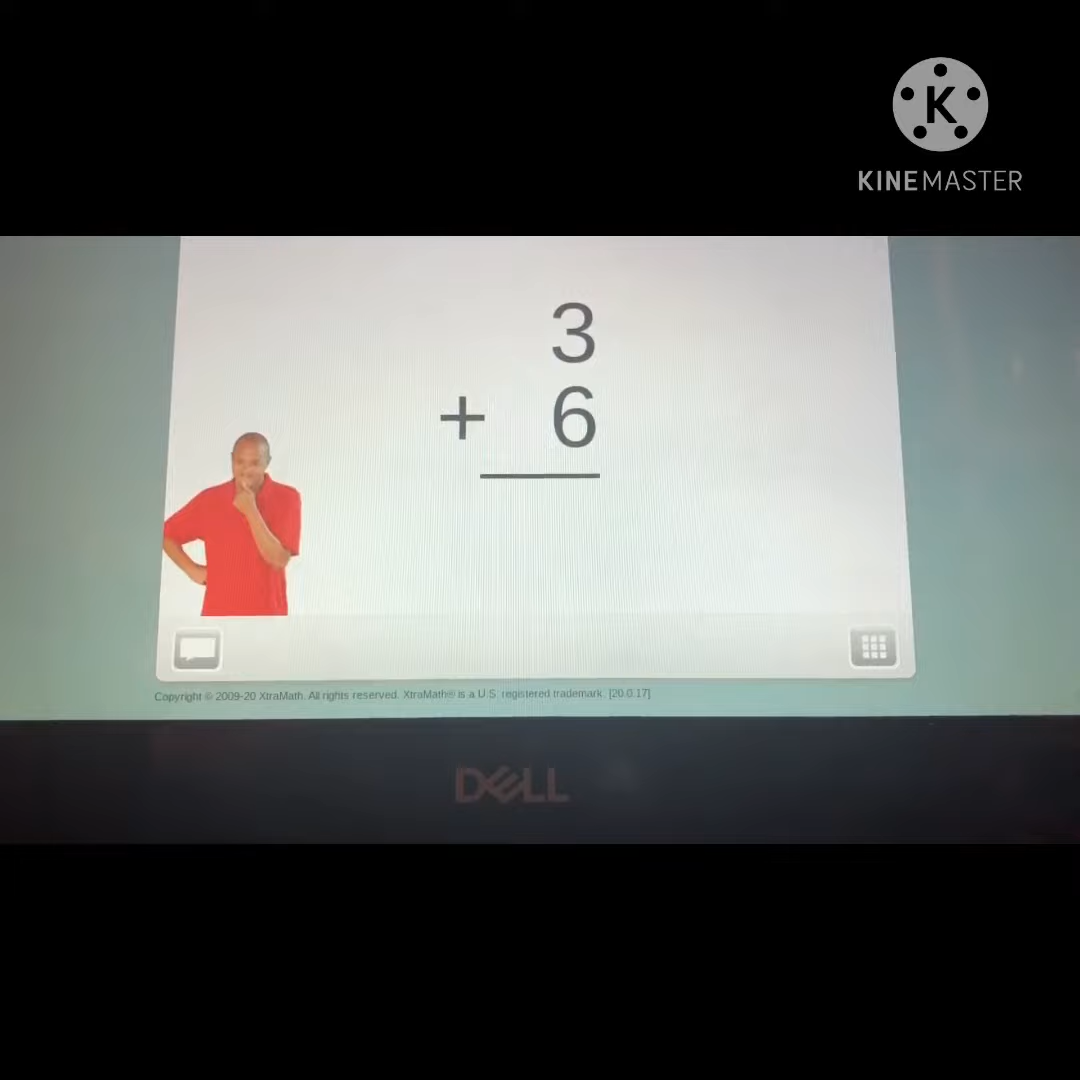 K
KINEMASTER
3
+ 6
Copyright © 2009-20 XtraMath. All rights reserved. XtraMath® is a U.S. registered trademark. [20.0.17]
DELL